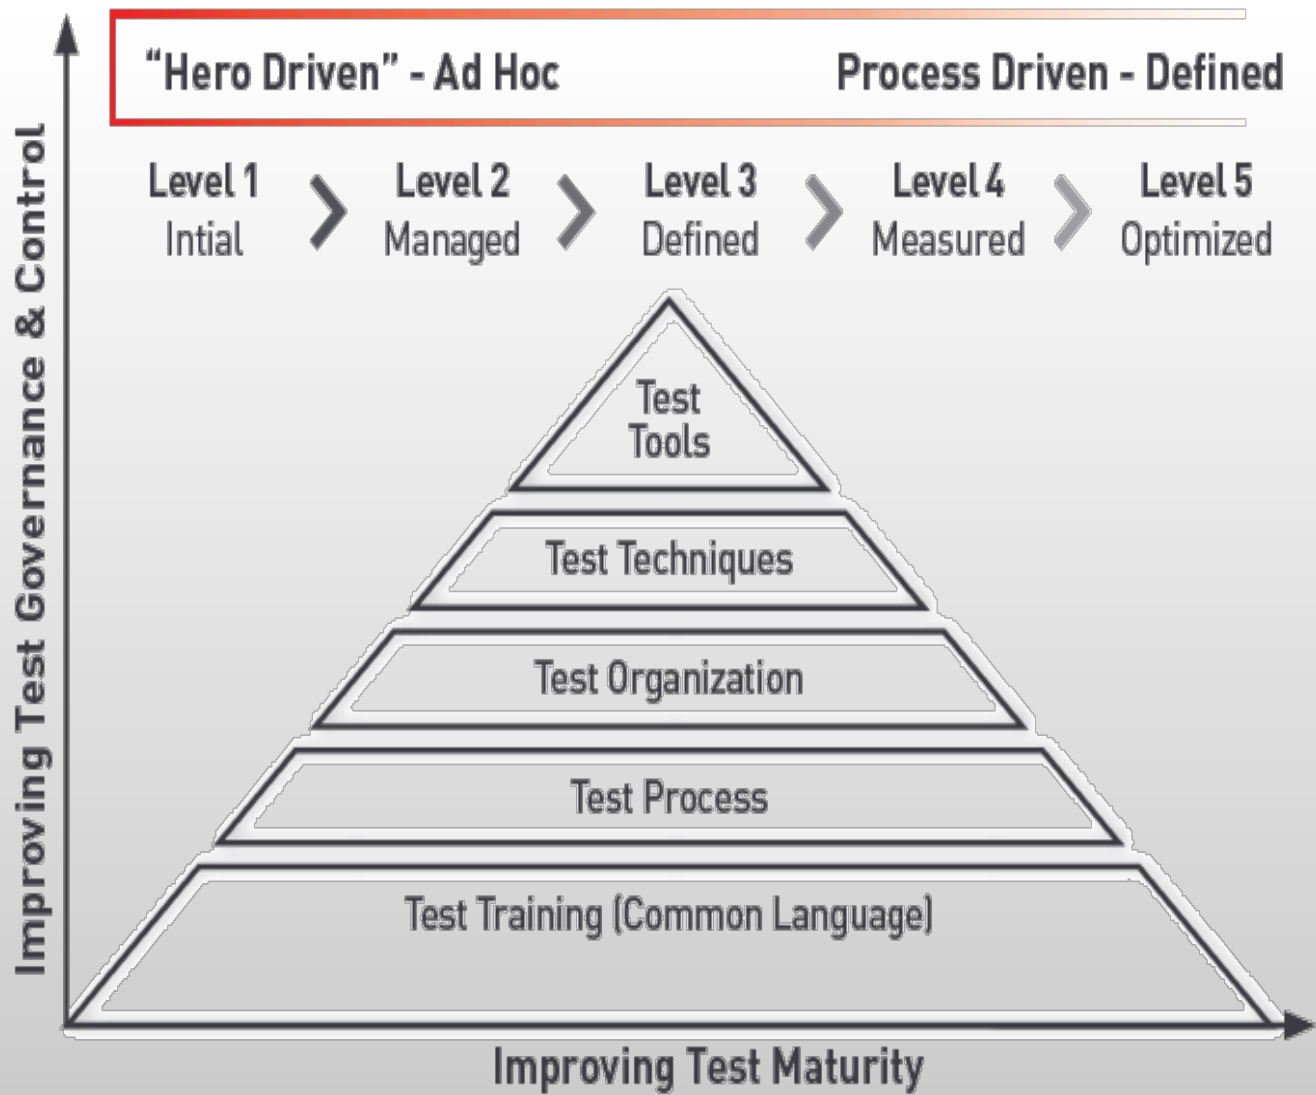 “Hero Driven” - Ad Hoc
Process Driven - Defined
Level 1
Intial
Level 2
Managed
Level 3
Defined
Level 4
Measured
Level 5
Optimized
Improving Test Governance & Control
Test
Tools
Test Techniques
Test Organization
Test Process
Test Training (Common Language)
Improving Test Maturity